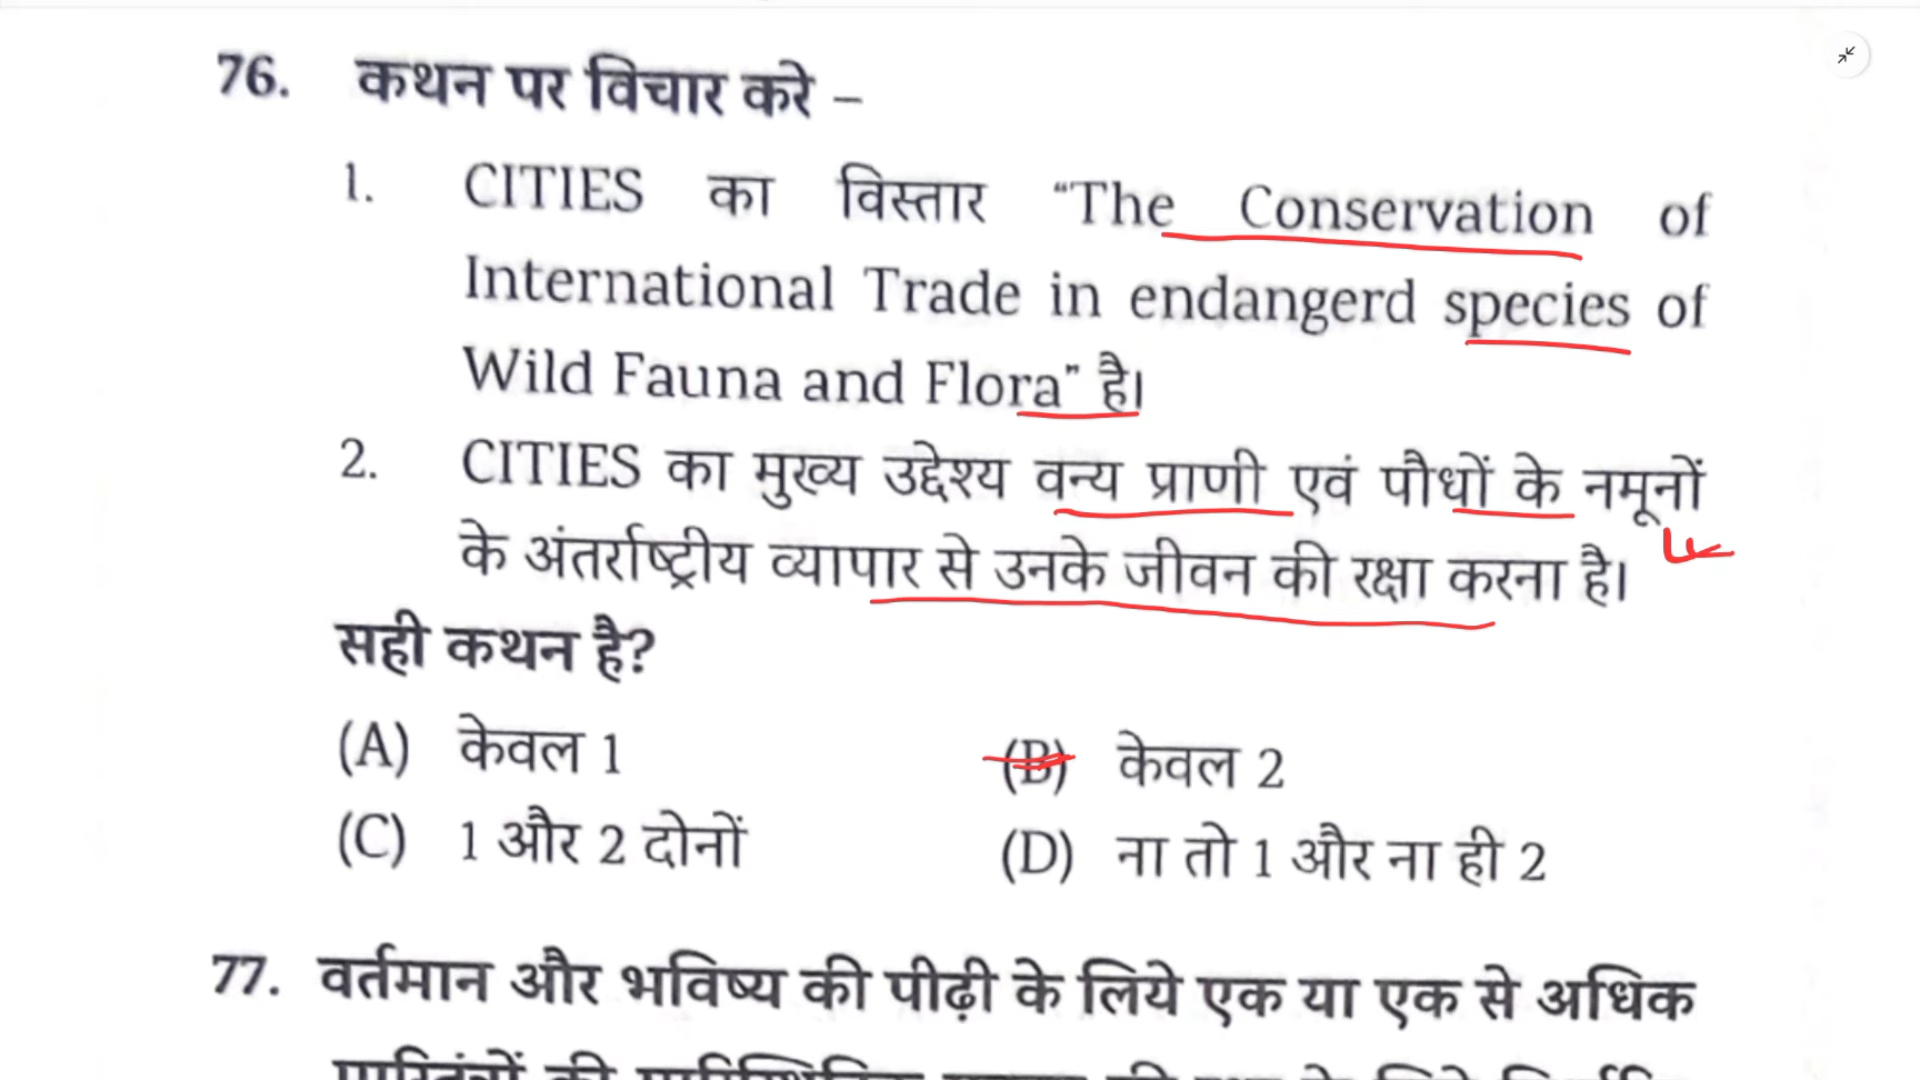 76. कथन पर विचार करे –
1. CITIES का विस्तार “The Conservation of
International Trade in endangerd species of
Wild Fauna and Flora” है।
2. CITIES का मुख्य उद्देश्य वन्य प्राणी एवं पौधों के नमूनों
के अंतर्राष्ट्रीय व्यापार से उनके जीवन की रक्षा करना है।
सही कथन है?
(A) केवल 1 (B) केवल 2
(C) 1 और 2 दोनों (D) ना तो 1 और ना ही 2
77. वर्तमान और भविष्य की पीढ़ी के लिये एक या एक से अधिक